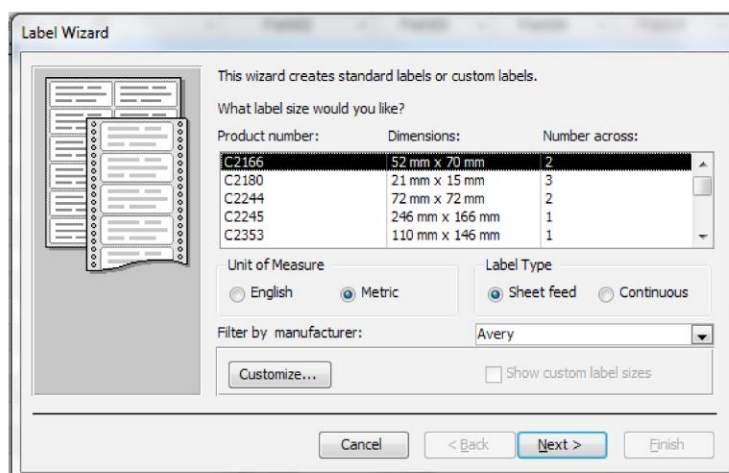 Label Wizard
This wizard creates standard labels or custom labels.
What label size would you like?
Product number: Dimensions: Number across:
C2166 52 mm x 70 mm 2
C2180 21 mm x 15 mm 3
C2244 72 mm x 72 mm 2
C2245 246 mm x 166 mm 1
C2353 110 mm x 146 mm 1
Unit of Measure Label Type
English Metric Sheet feed Continuous
Filter by manufacturer: Avery
Customize... Show custom label sizes
Cancel < Back Next > Finish